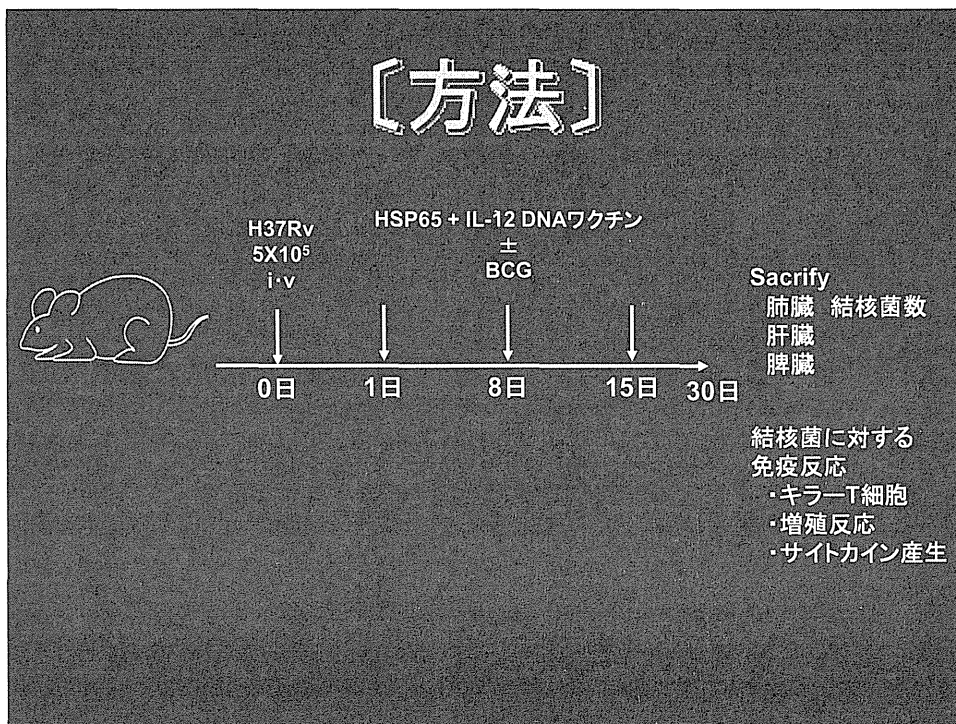 〔方法〕
H37Rv
5X10⁵
i・v
HSP65 + IL-12 DNAワクチン
±
BCG
0日
1日
8日
15日
30日
Sacrify
肺臓 結核菌数
肝臓
脾臓
結核菌に対する
免疫反応
・キラーT細胞
・増殖反応
・サイトカイン産生